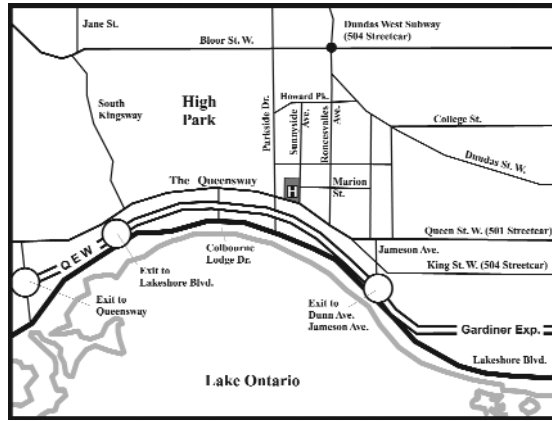 Jane St.
Dundas West Subway
(504 Streetcar)
Bloor St. W.
South
Kingsway
High
Park
Parkside Dr.
Howard Pk.
Sunnyside
Ave.
Roncesvalles
Ave.
College St.
Dundas St. W.
The Queensway
H
Marion
St.
Queen St. W. (501 Streetcar)
QEW
Colbourne
Lodge Dr.
Jameson Ave.
King St. W. (504 Streetcar)
Exit to
Lakeshore Blvd.
Exit to
Queensway
Exit to
Dunn Ave.
Jameson Ave.
Gardiner Exp.
Lakeshore Blvd.
Lake Ontario